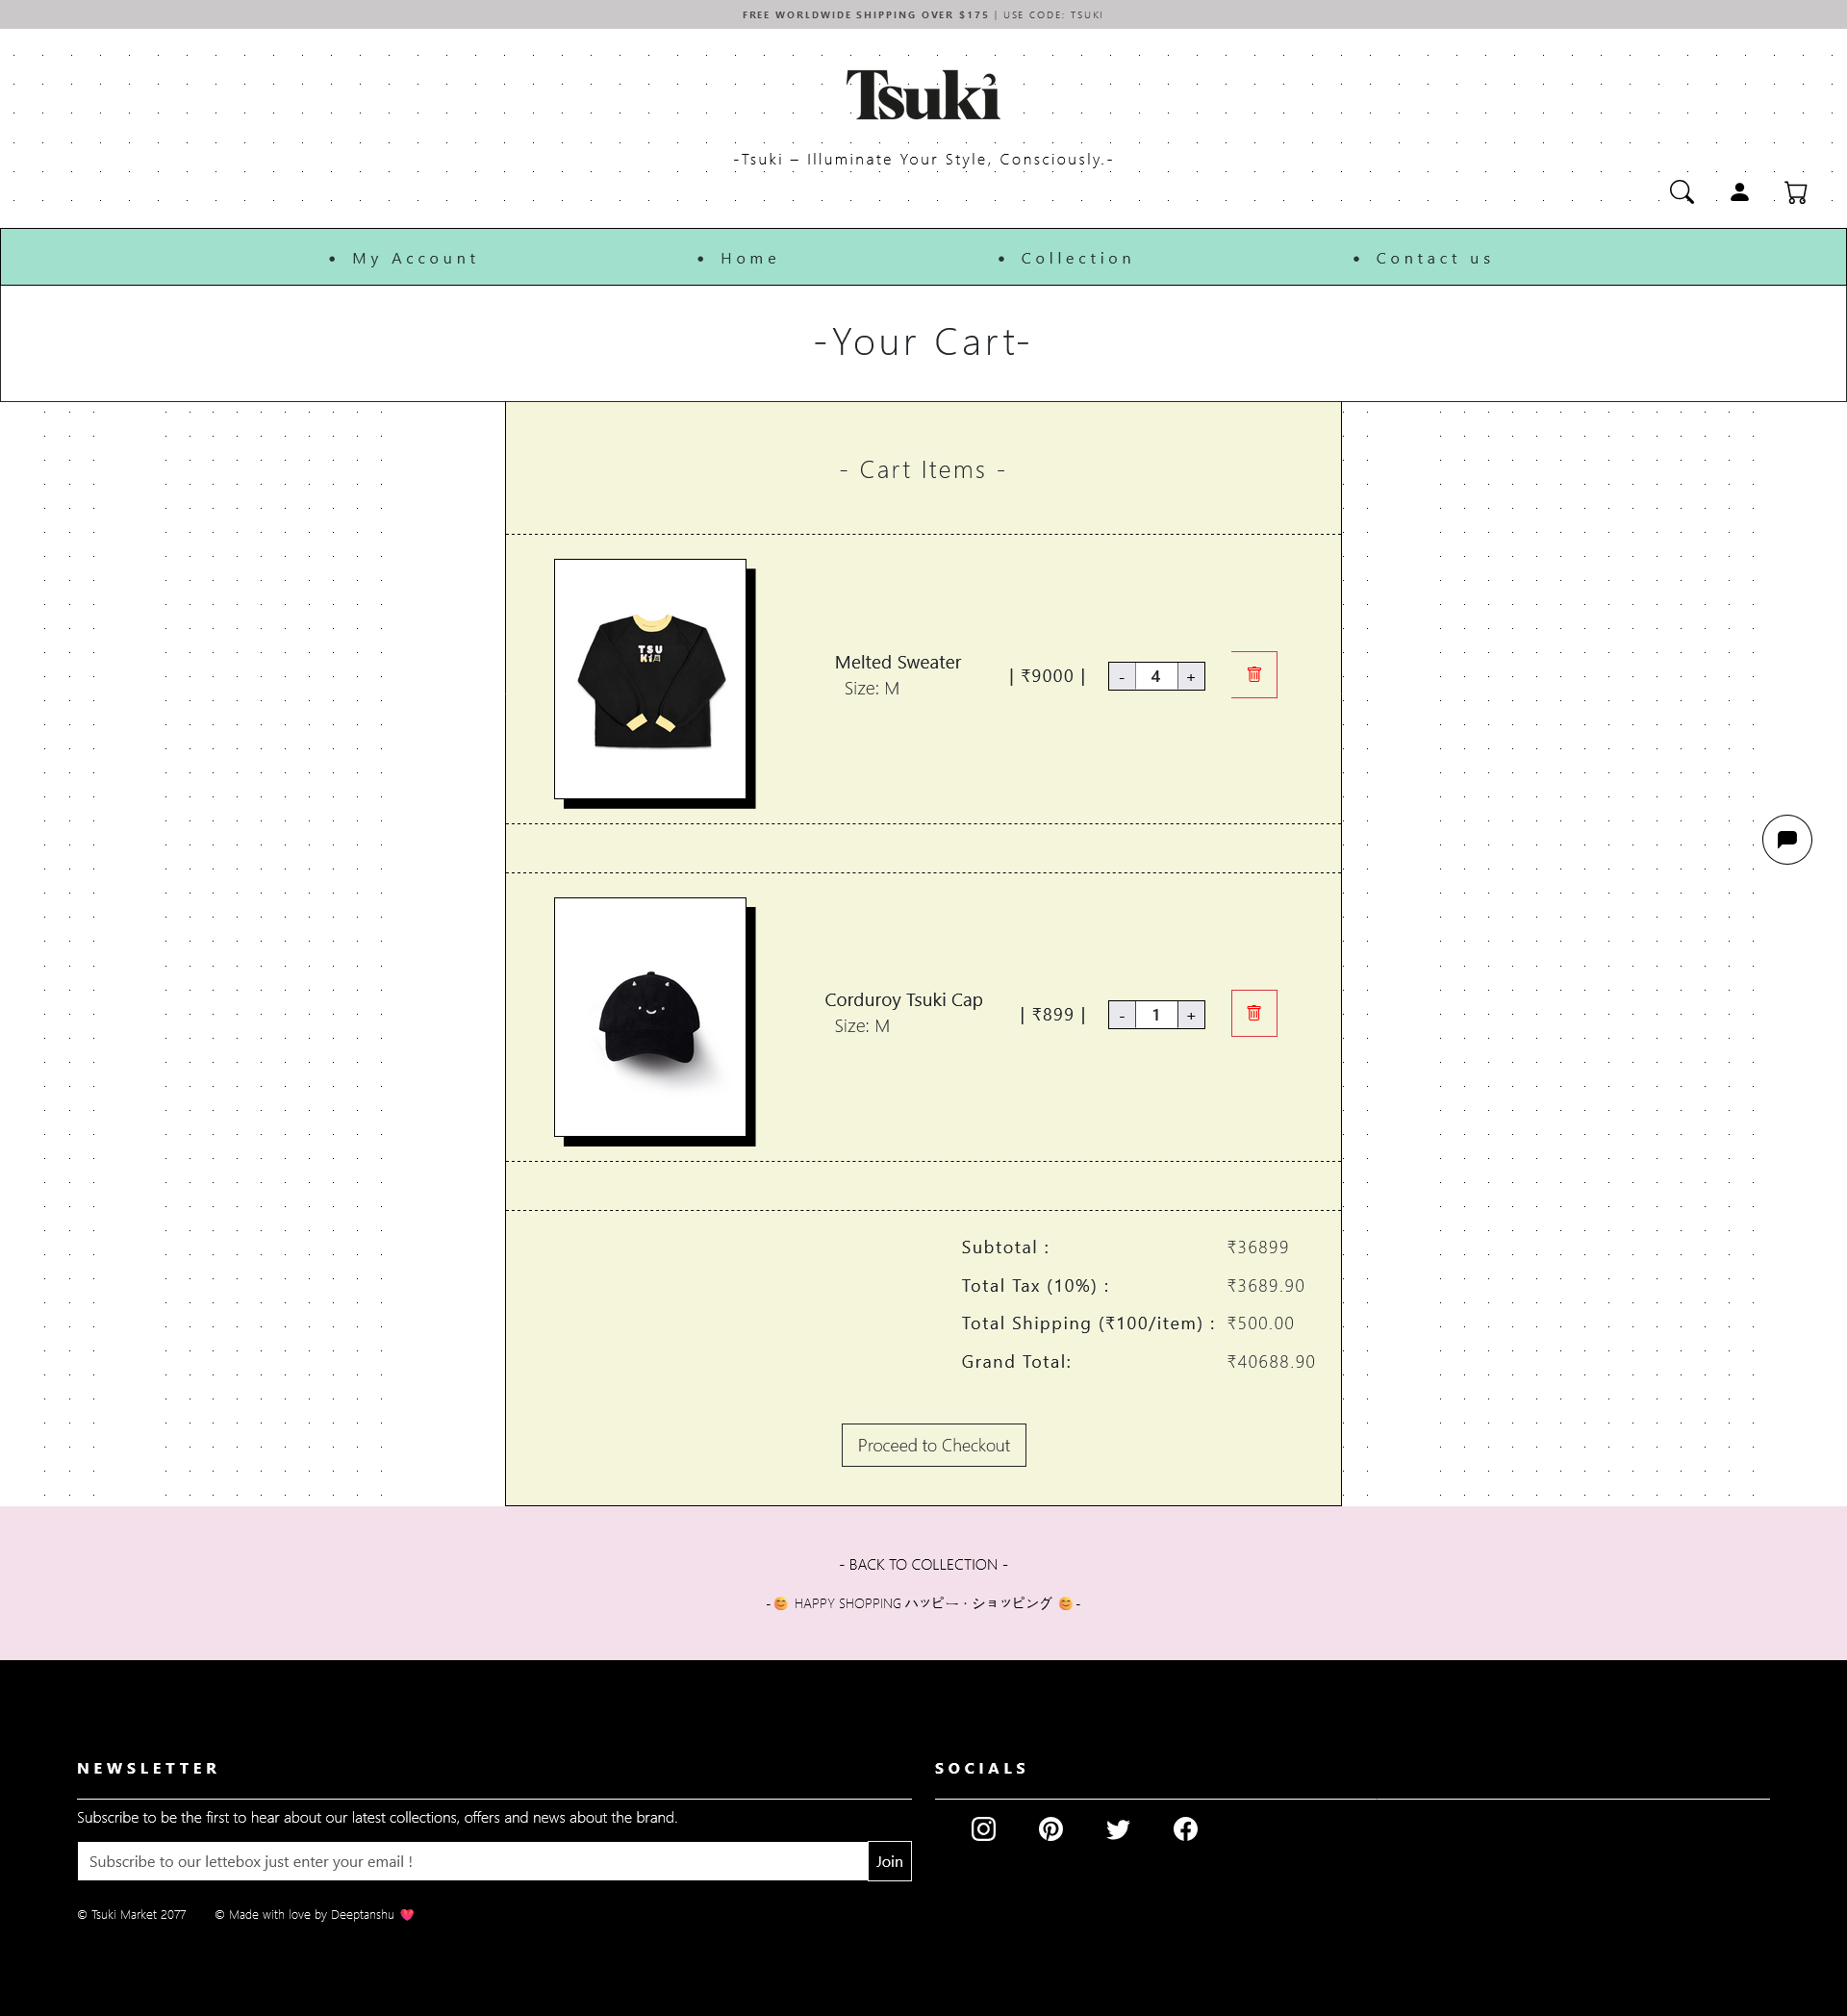 FREE WORLDWIDE SHIPPING OVER $175 | USE CODE: TSUKI
Tsuki
-Tsuki – Illuminate Your Style, Consciously.-
• My Account • Home • Collection • Contact us
-Your Cart-
- Cart Items -
TSU
KI
Melted Sweater
Size: M
| ₹9000 |
- 4 +
Corduroy Tsuki Cap
Size: M
| ₹899 |
- 1 +
Subtotal : ₹36899
Total Tax (10%) : ₹3689.90
Total Shipping (₹100/item) : ₹500.00
Grand Total: ₹40688.90
Proceed to Checkout
- BACK TO COLLECTION -
-😊 HAPPY SHOPPING ハッピー・ショッピング 😊-
NEWSLETTER
Subscribe to be the first to hear about our latest collections, offers and news about the brand.
Subscribe to our lettebox just enter your email !
Join
© Tsuki Market 2077 © Made with love by Deeptanshu 💗
SOCIALS